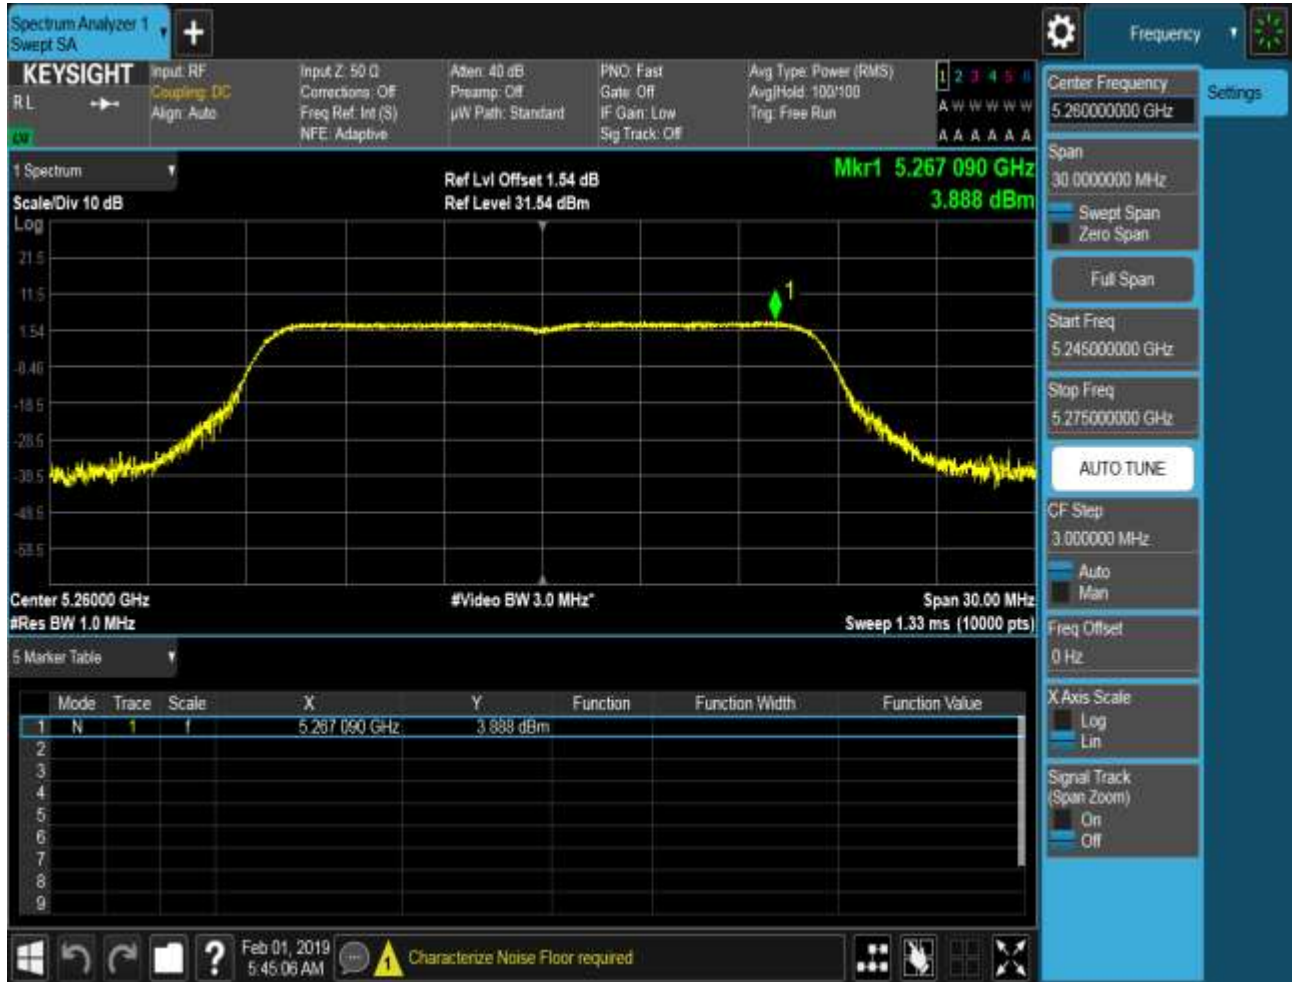 Spectrum Analyzer 1
Swept SA
+
Frequency
KEYSIGHT
RL
Input: RF
Coupling: DC
Align: Auto
Input Z: 50 Ω
Corrections: Off
Freq Ref: Int (S)
NFE: Adaptive
Atten: 40 dB
Preamp: Off
µW Path: Standard
PNO: Fast
Gate: Off
IF Gain: Low
Sig Track: Off
Avg Type: Power (RMS)
Avg|Hold: 100/100
Trig: Free Run
1 2 3 4 5 6
A W W W W W
A A A A A A
1 Spectrum
Scale/Div 10 dB
Ref Lvl Offset 1.54 dB
Ref Level 31.54 dBm
Mkr1 5.267 090 GHz
3.888 dBm
Log
21.5
11.5
1.54
-8.46
-18.5
-28.5
-38.5
-48.5
-58.5
1
Center 5.26000 GHz
#Video BW 3.0 MHz*
Span 30.00 MHz
#Res BW 1.0 MHz
Sweep 1.33 ms (10000 pts)
5 Marker Table
Mode Trace Scale X Y Function Function Width Function Value
1 N 1 f 5.267 090 GHz 3.888 dBm
2
3
4
5
6
7
8
9
Center Frequency
5.260000000 GHz
Settings
Span
30.0000000 MHz
Swept Span
Zero Span
Full Span
Start Freq
5.245000000 GHz
Stop Freq
5.275000000 GHz
AUTO TUNE
CF Step
3.000000 MHz
Auto
Man
Freq Offset
0 Hz
X Axis Scale
Log
Lin
Signal Track
(Span Zoom)
On
Off
?
Feb 01, 2019
5:45:06 AM
1
Characterize Noise Floor required